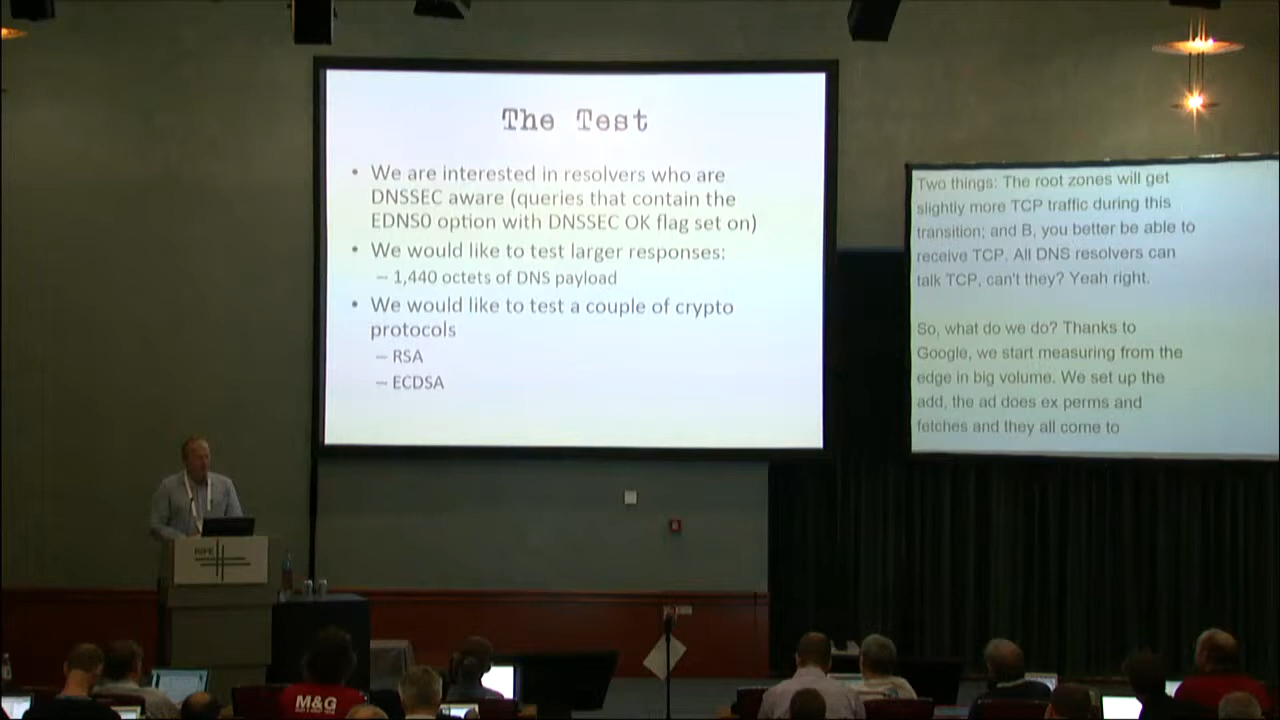 The Test
• We are interested in resolvers who are
DNSSEC aware (queries that contain the
EDNS0 option with DNSSEC OK flag set on)
• We would like to test larger responses:
– 1,440 octets of DNS payload
• We would like to test a couple of crypto
protocols
– RSA
– ECDSA
Two things: The root zones will get
slightly more TCP traffic during this
transition; and B, you better be able to
receive TCP. All DNS resolvers can
talk TCP, can't they? Yeah right.
So, what do we do? Thanks to
Google, we start measuring from the
edge in big volume. We set up the
add, the ad does ex perms and
fetches and they all come to
RIPE
M&G